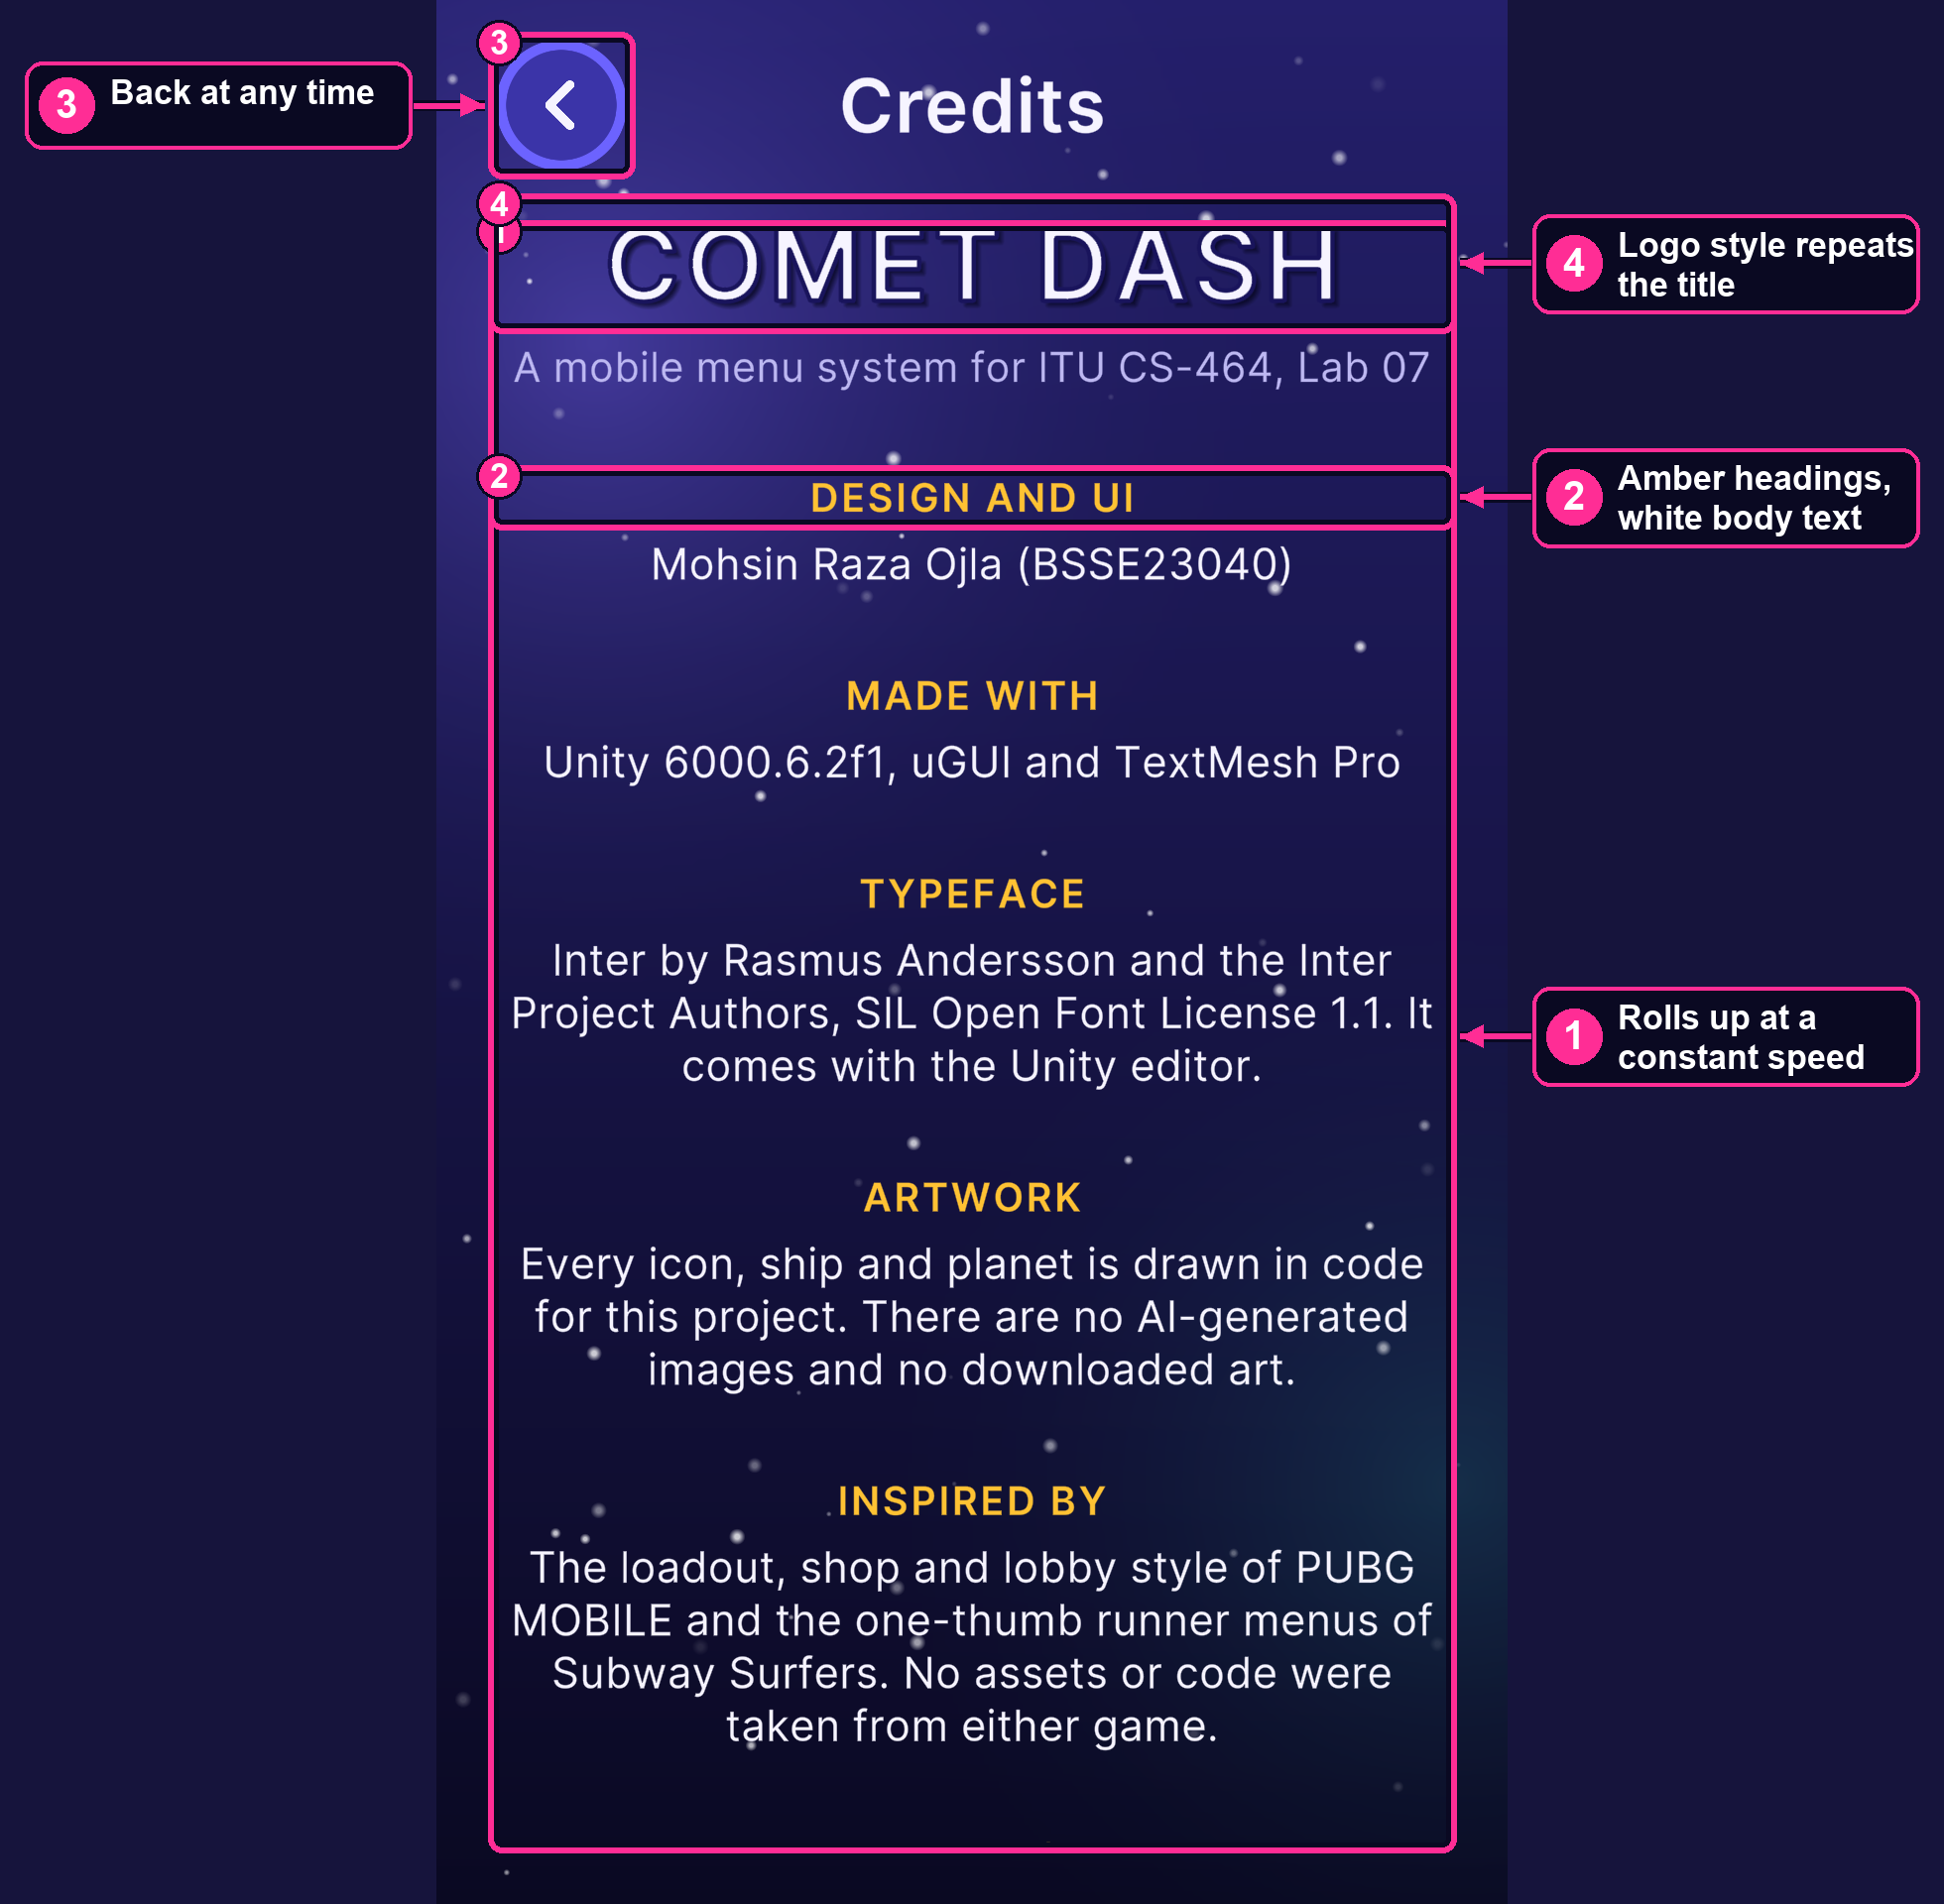 3
3 Back at any time
Credits
4
1
COMET DASH
4 Logo style repeats
the title
A mobile menu system for ITU CS-464, Lab 07
2
DESIGN AND UI
2 Amber headings,
white body text
Mohsin Raza Ojla (BSSE23040)
MADE WITH
Unity 6000.6.2f1, uGUI and TextMesh Pro
TYPEFACE
Inter by Rasmus Andersson and the Inter
Project Authors, SIL Open Font License 1.1. It
comes with the Unity editor.
1 Rolls up at a
constant speed
ARTWORK
Every icon, ship and planet is drawn in code
for this project. There are no AI-generated
images and no downloaded art.
INSPIRED BY
The loadout, shop and lobby style of PUBG
MOBILE and the one-thumb runner menus of
Subway Surfers. No assets or code were
taken from either game.